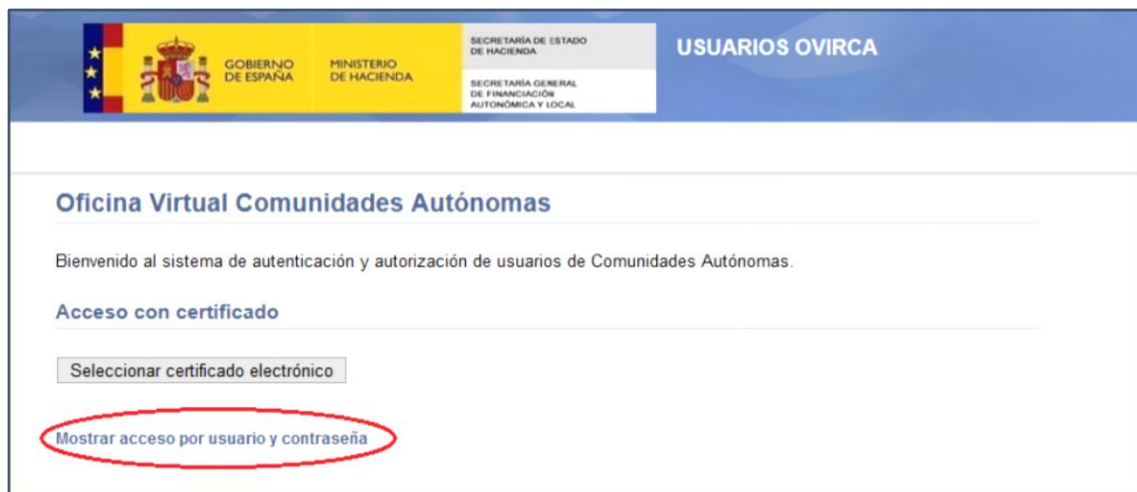 GOBIERNO
DE ESPAÑA
MINISTERIO
DE HACIENDA
SECRETARÍA DE ESTADO
DE HACIENDA
SECRETARÍA GENERAL
DE FINANCIACIÓN
AUTONÓMICA Y LOCAL
USUARIOS OVIRCA
Oficina Virtual Comunidades Autónomas
Bienvenido al sistema de autenticación y autorización de usuarios de Comunidades Autónomas.
Acceso con certificado
Seleccionar certificado electrónico
Mostrar acceso por usuario y contraseña